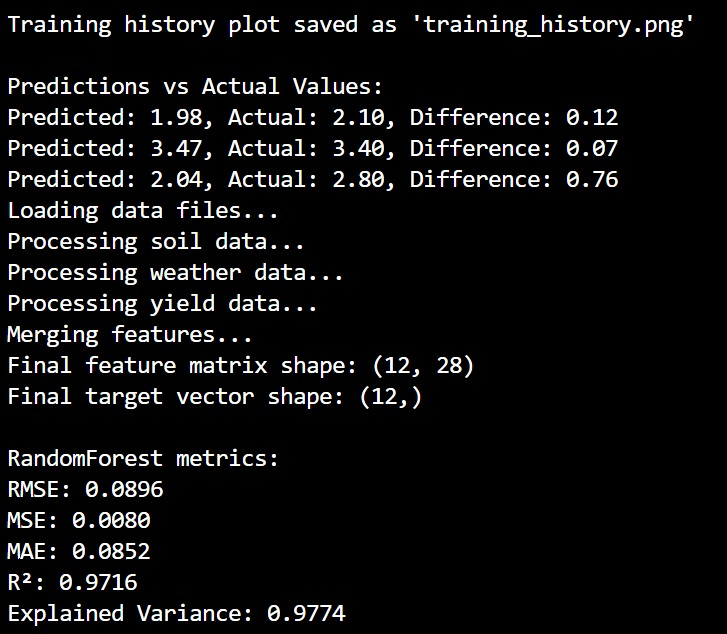 Training history plot saved as 'training_history.png'
Predictions vs Actual Values:
Predicted: 1.98, Actual: 2.10, Difference: 0.12
Predicted: 3.47, Actual: 3.40, Difference: 0.07
Predicted: 2.04, Actual: 2.80, Difference: 0.76
Loading data files...
Processing soil data...
Processing weather data...
Processing yield data...
Merging features...
Final feature matrix shape: (12, 28)
Final target vector shape: (12,)
RandomForest metrics:
RMSE: 0.0896
MSE: 0.0080
MAE: 0.0852
R²: 0.9716
Explained Variance: 0.9774